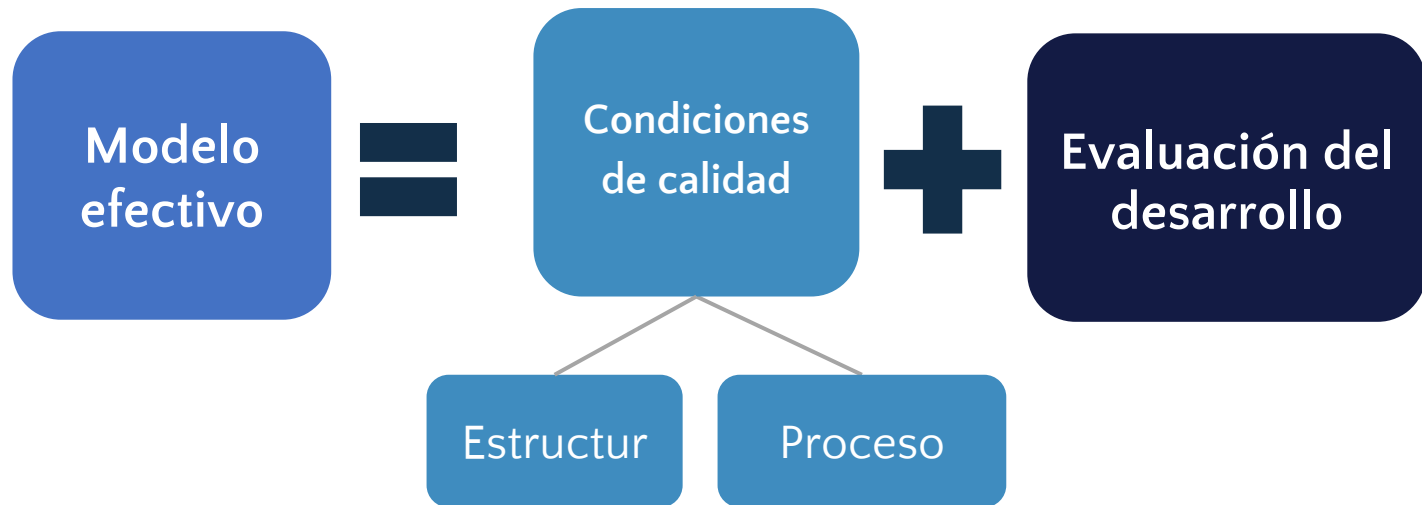 Modelo
efectivo
Condiciones
de calidad
Evaluación del
desarrollo
Estructur
Proceso